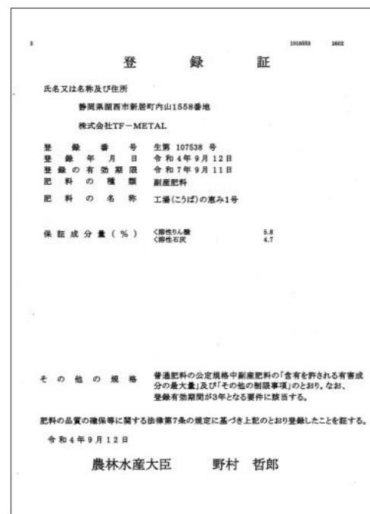 登録証
氏名又は名称及び住所
静岡県湖西市新居町内山1558番地
株式会社TF-METAL
登録番号 生第 107538 号
登録年月日 令和4年9月12日
登録の有効期限 令和7年9月11日
肥料の種類 副産肥料
肥料の名称 工場(こうば)の恵み1号
保証成分量(%) く溶性りん酸 5.8
く溶性石灰 4.7
その他の規格 普通肥料の公定規格中副産肥料の「含有を許される有害成
分の最大量」及び「その他の制限事項」のとおり。なお、
登録有効期間が3年となる要件に該当する。
肥料の品質の確保等に関する法律第7条の規定に基づき上記のとおり登録したことを証する。
令和4年9月12日
農林水産大臣 野村 哲郎